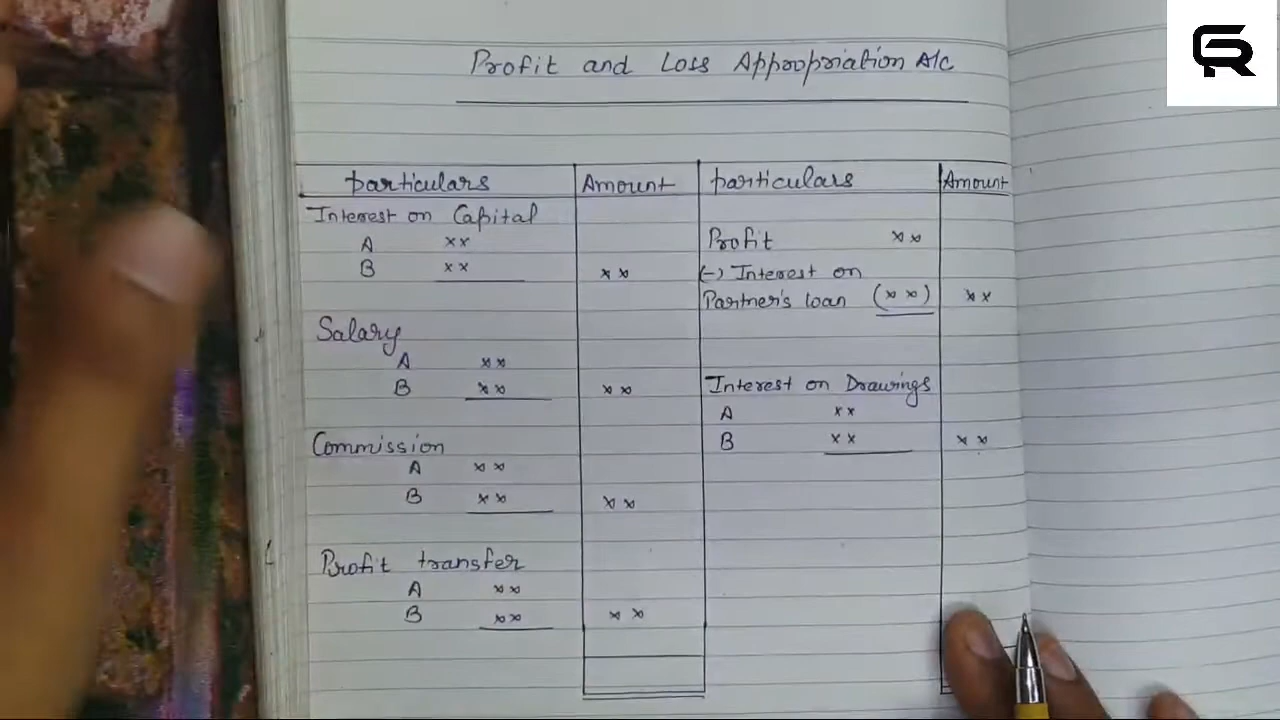 Profit and Loss Appropriation A/c
particulars Amount particulars Amount
Interest on Capital
A xx
B xx xx
Salary
A xx
B xx xx
Commission
A xx
B xx xx
Profit transfer
A xx
B xx xx
Profit xx
(-) Interest on
Partner's loan (xx) xx
Interest on Drawings
A xx
B xx xx
GR